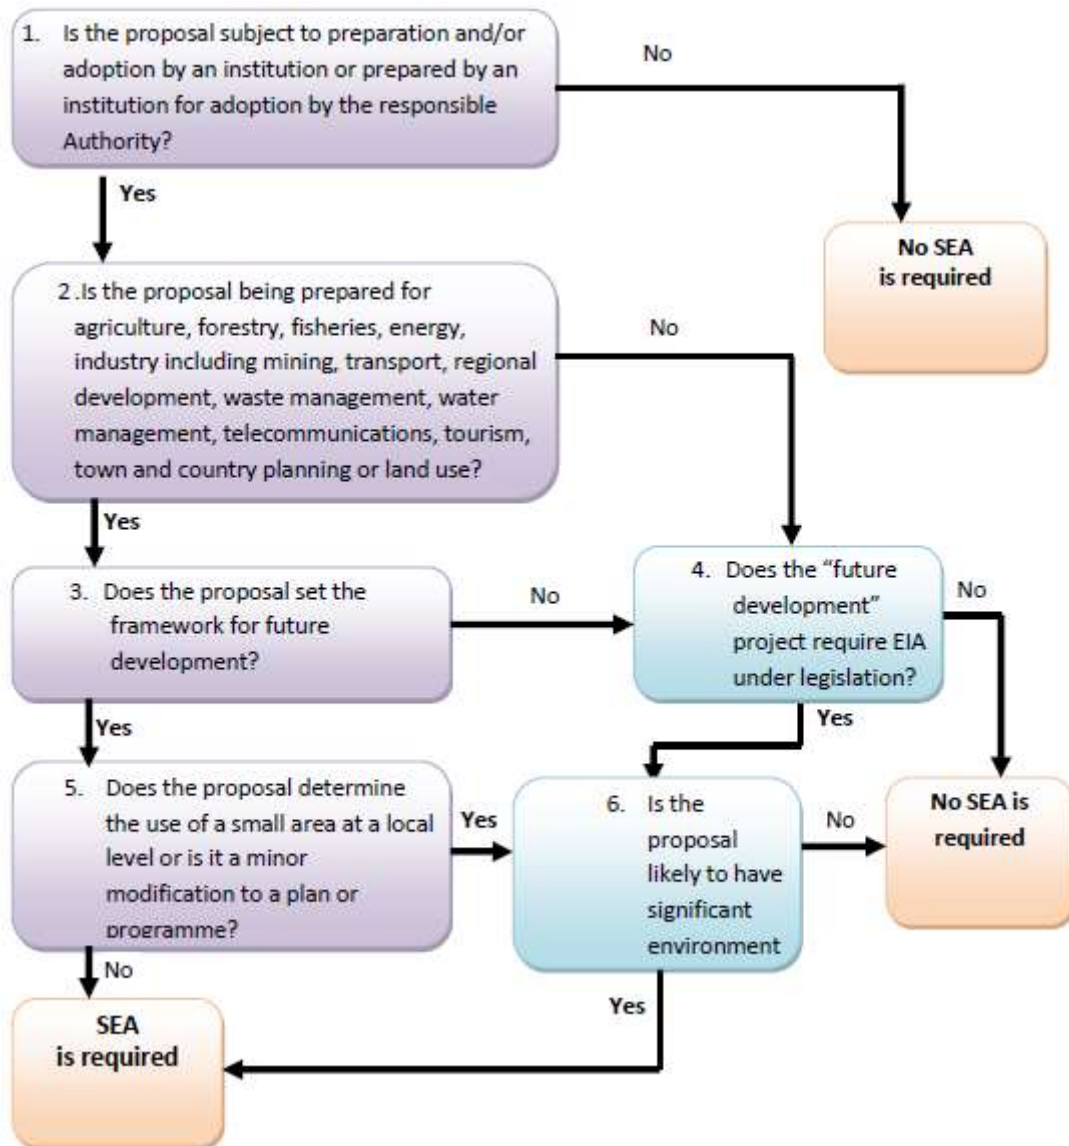 1. Is the proposal subject to preparation and/or
adoption by an institution or prepared by an
institution for adoption by the responsible
Authority?
No
Yes
No SEA
is required
2.Is the proposal being prepared for
agriculture, forestry, fisheries, energy,
industry including mining, transport, regional
development, waste management, water
management, telecommunications, tourism,
town and country planning or land use?
No
Yes
3. Does the proposal set the
framework for future
development?
No
4. Does the “future
development”
project require EIA
under legislation?
No
Yes
Yes
5. Does the proposal determine
the use of a small area at a local
level or is it a minor
modification to a plan or
programme?
Yes
6. Is the
proposal
likely to have
significant
environment
No
No SEA is
required
No
Yes
SEA
is required